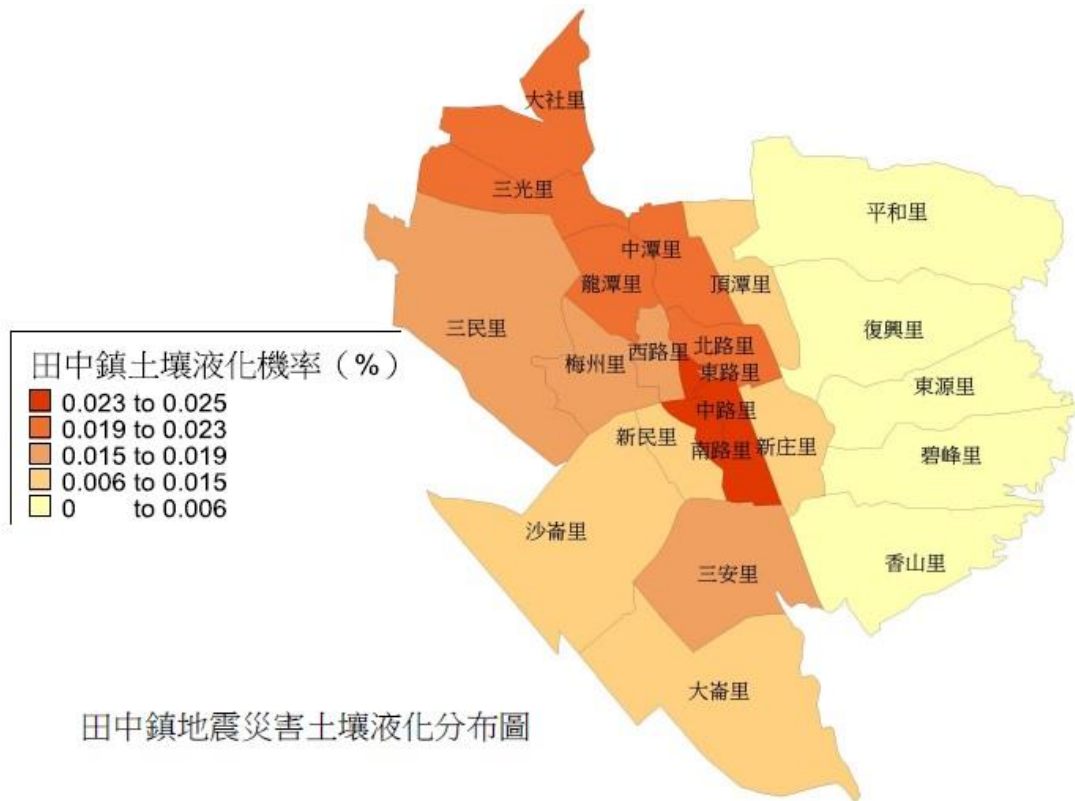 大社里
三光里
平和里
中潭里
龍潭里
頂潭里
三民里
復興里
西路里
北路里
梅州里
東路里
東源里
中路里
新民里
南路里
新庄里
碧峰里
沙崙里
三安里
香山里
大崙里
田中鎮土壤液化機率（%）
0.023 to 0.025
0.019 to 0.023
0.015 to 0.019
0.006 to 0.015
0 to 0.006
田中鎮地震災害土壤液化分布圖